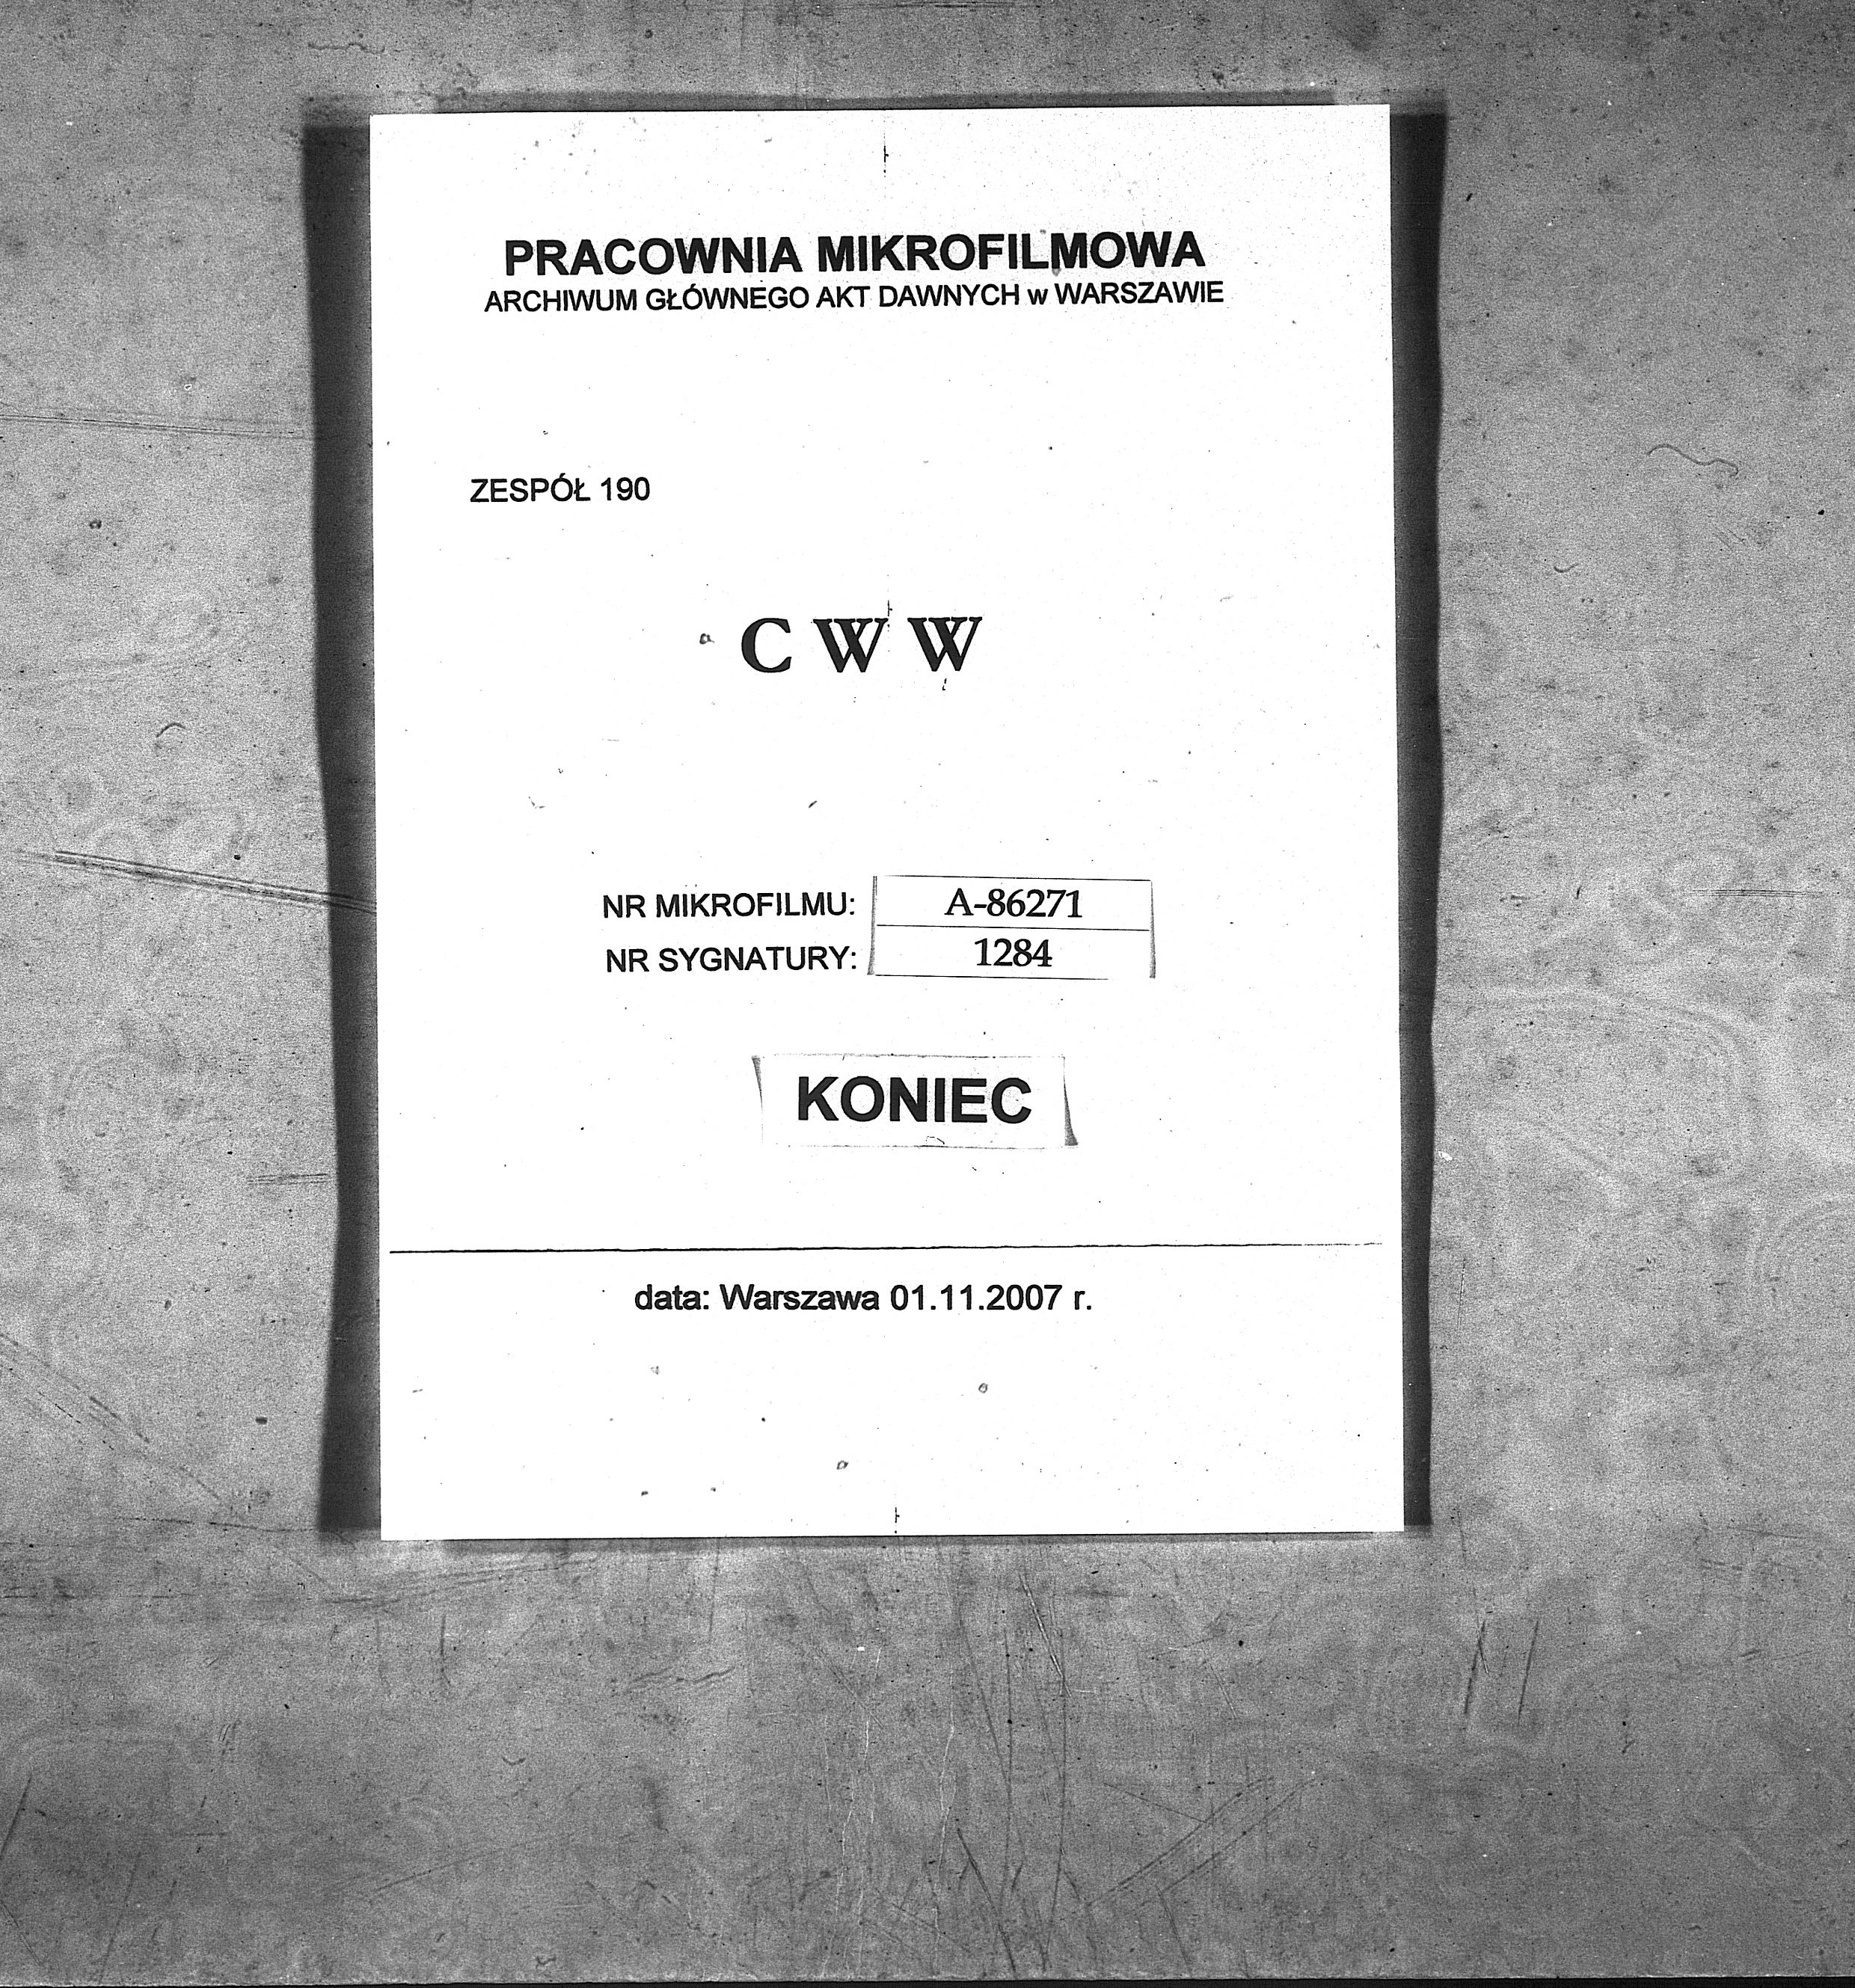 PRACOWNIA MIKROFILMOWA
ARCHIWUM GŁÓWNEGO AKT DAWNYCH w WARSZAWIE
ZESPÓŁ 190
C W W
NR MIKROFILMU: A-86271
NR SYGNATURY: 1284
KONIEC
data: Warszawa 01.11.2007 r.